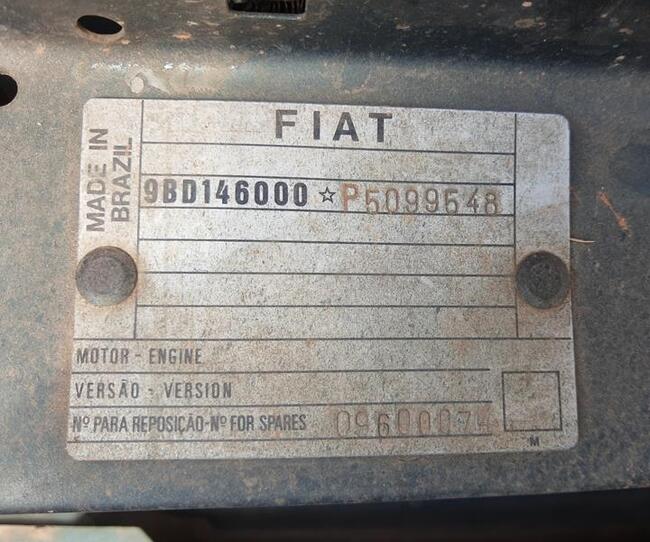 FIAT
MADE IN
BRAZIL
9BD146000☆P5099548
MOTOR - ENGINE
VERSÃO - VERSION
Nº PARA REPOSIÇÃO-Nº FOR SPARES
M